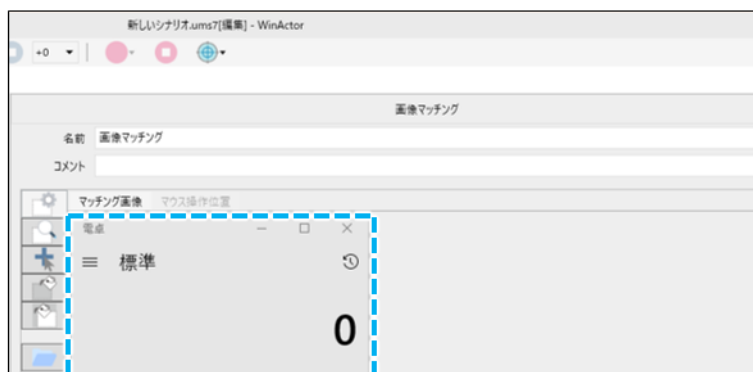 新しいシナリオ.ums7[編集] - WinActor
+0
画像マッチング
名前 画像マッチング
コメント
マッチング画像 マウス操作位置
電卓
標準
0